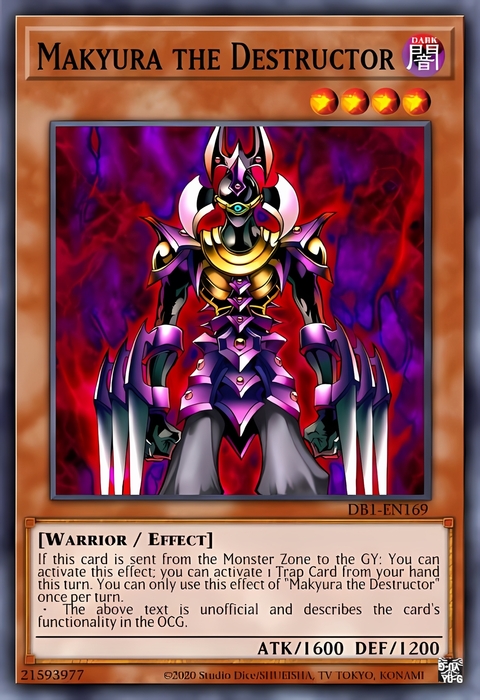 MAKYURA THE DESTRUCTOR
DARK
闇
DB1-EN169
[WARRIOR / EFFECT]
If this card is sent from the Monster Zone to the GY: You can
activate this effect; you can activate 1 Trap Card from your hand
this turn. You can only use this effect of "Makyura the Destructor"
once per turn.
· The above text is unofficial and describes the card's
functionality in the OCG.
ATK/1600 DEF/1200
21593977
©2020 Studio Dice/SHUEISHA, TV TOKYO, KONAMI